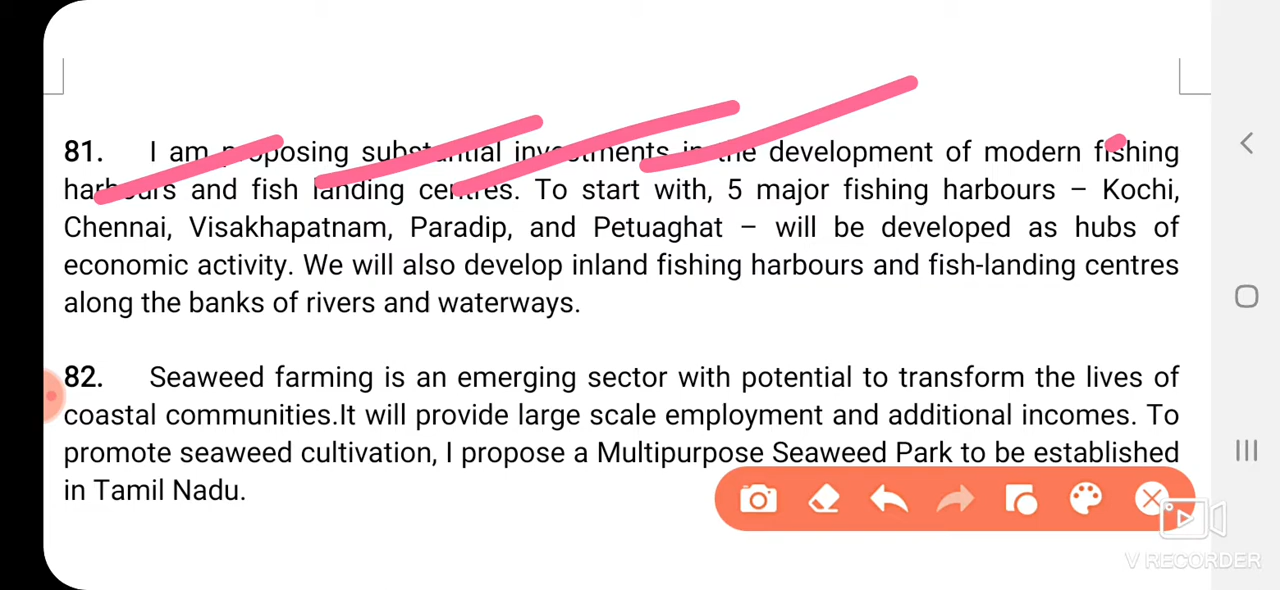 81. I am proposing substantial investments in the development of modern fishing
harbours and fish landing centres. To start with, 5 major fishing harbours – Kochi,
Chennai, Visakhapatnam, Paradip, and Petuaghat – will be developed as hubs of
economic activity. We will also develop inland fishing harbours and fish-landing centres
along the banks of rivers and waterways.
82. Seaweed farming is an emerging sector with potential to transform the lives of
coastal communities.It will provide large scale employment and additional incomes. To
promote seaweed cultivation, I propose a Multipurpose Seaweed Park to be established
in Tamil Nadu.
V RECORDER